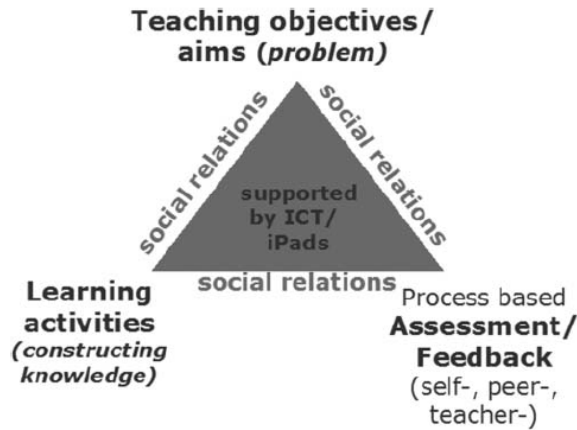 Teaching objectives/
aims (problem)
social relations
social relations
supported
by ICT/
iPads
social relations
Learning
activities
(constructing
knowledge)
Process based
Assessment/
Feedback
(self-, peer-,
teacher-)